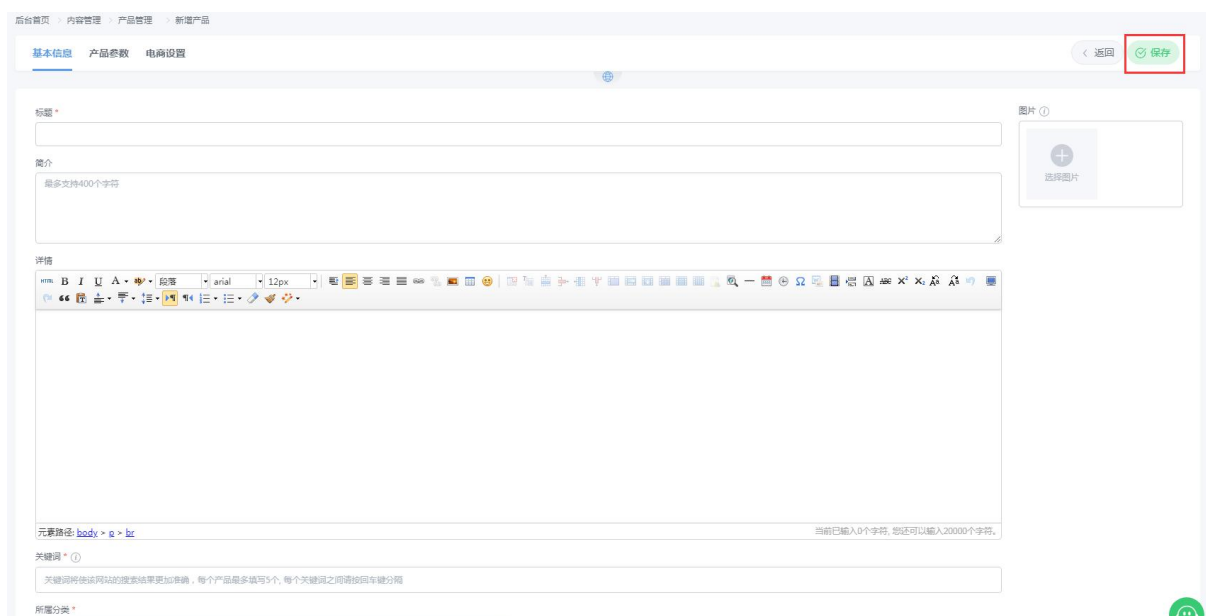 后台首页 > 内容管理 > 产品管理 > 新增产品
基本信息 产品参数 电商设置
返回 保存
标题 *
图片
选择图片
简介
最多支持400个字符
详情
HTML B I U A 段落 arial 12px
元素路径: body > p > br
当前已输入0个字符, 您还可以输入20000个字符。
关键词 *
关键词将使该网站的搜索结果更加准确，每个产品最多填写5个, 每个关键词之间请按回车键分隔
所属分类 *